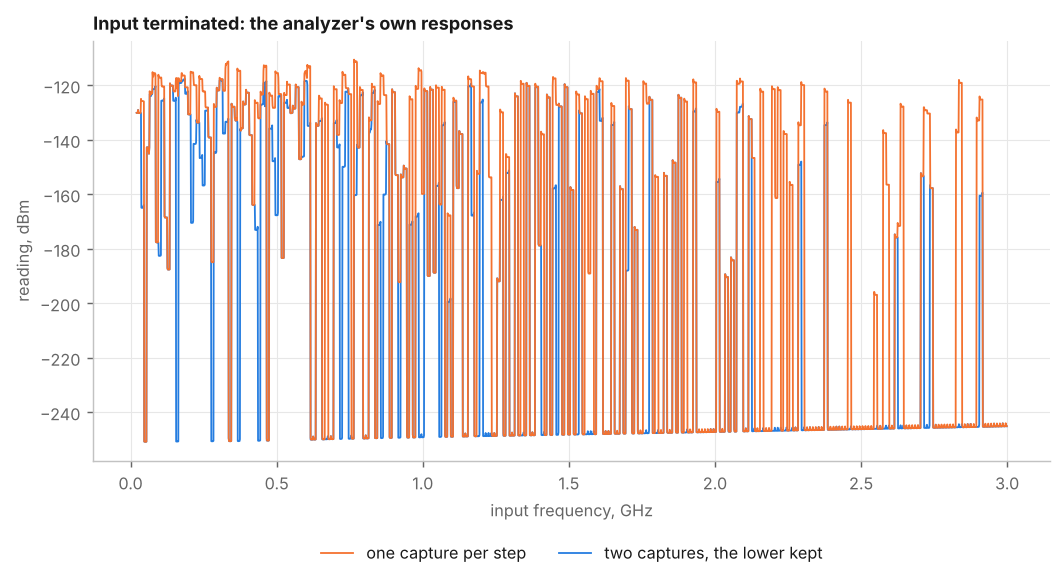 Input terminated: the analyzer's own responses
reading, dBm
−120
−140
−160
−180
−200
−220
−240
0.0 0.5 1.0 1.5 2.0 2.5 3.0
input frequency, GHz
one capture per step two captures, the lower kept